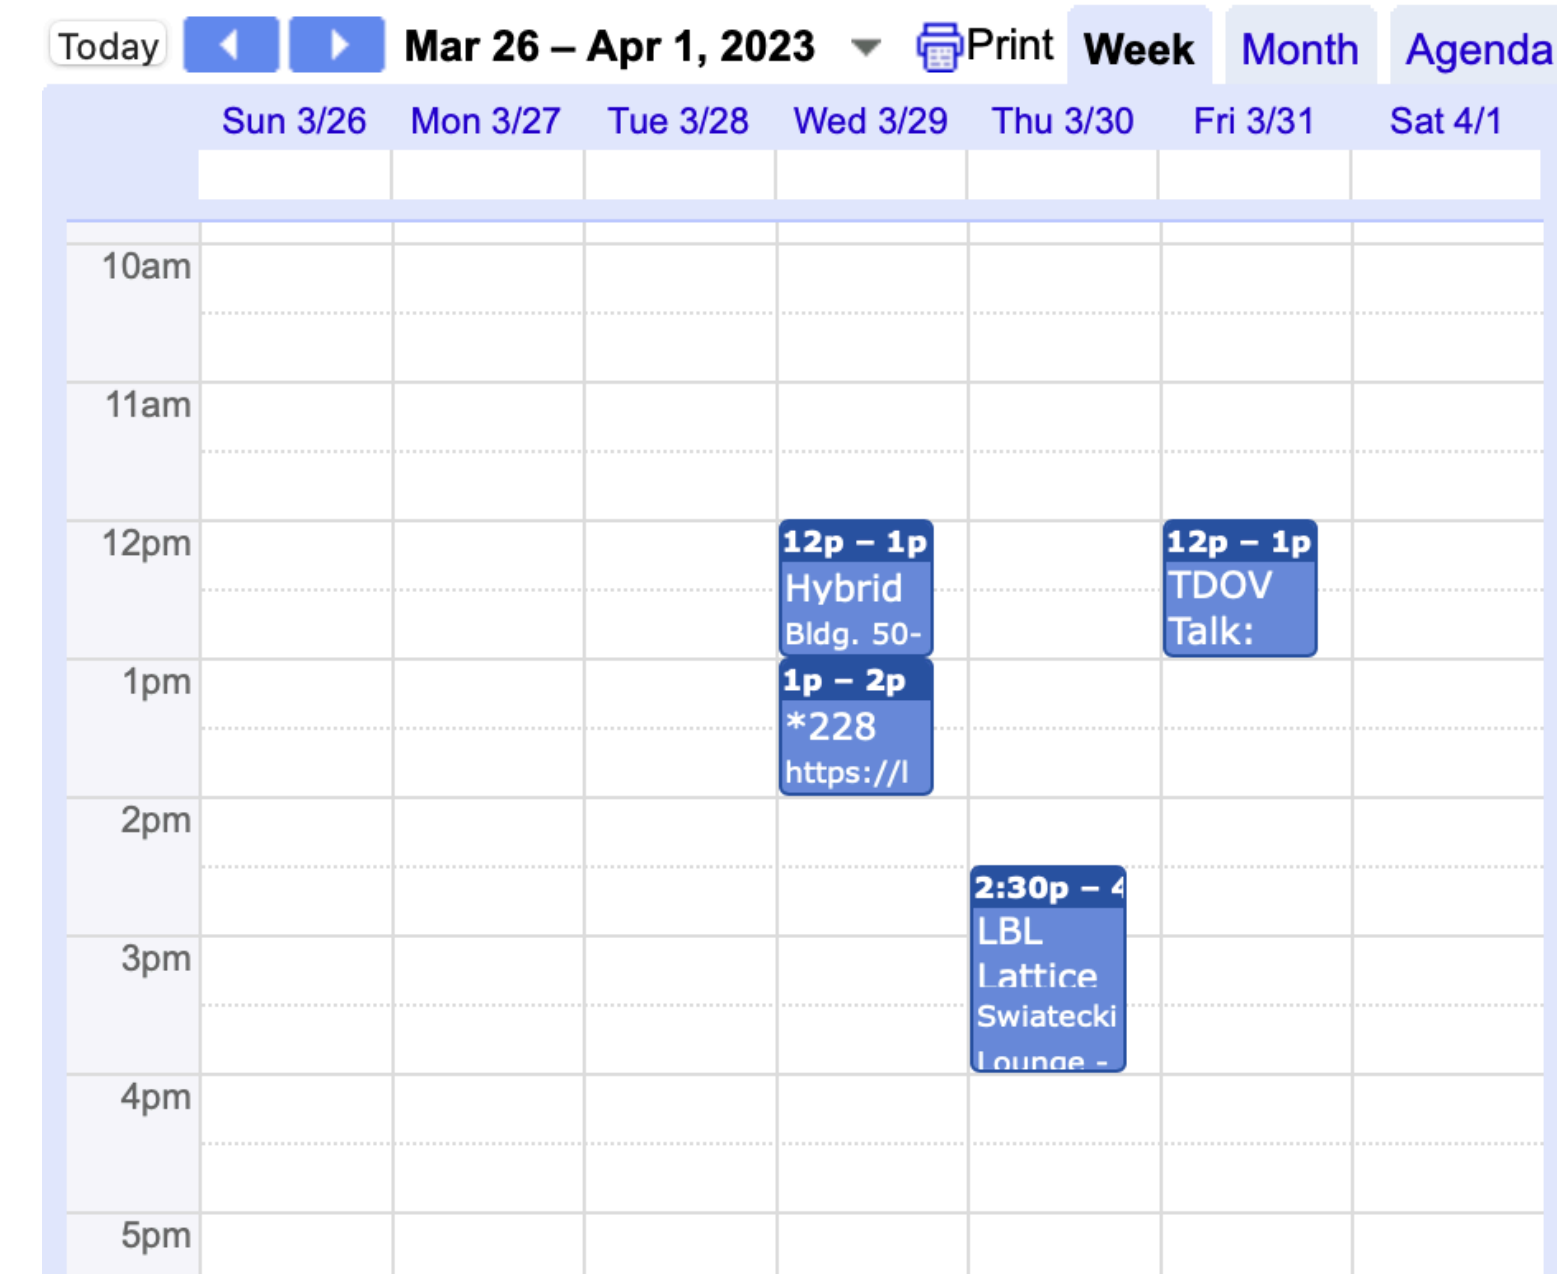 Today Mar 26 – Apr 1, 2023 Print Week Month Agenda
Sun 3/26 Mon 3/27 Tue 3/28 Wed 3/29 Thu 3/30 Fri 3/31 Sat 4/1
10am
11am
12pm
12p – 1p
Hybrid
Bldg. 50-
12p – 1p
TDOV
Talk:
1pm
1p – 2p
*228
https://l
2pm
2:30p – 4
LBL
Lattice
Swiatecki
Lounge -
3pm
4pm
5pm